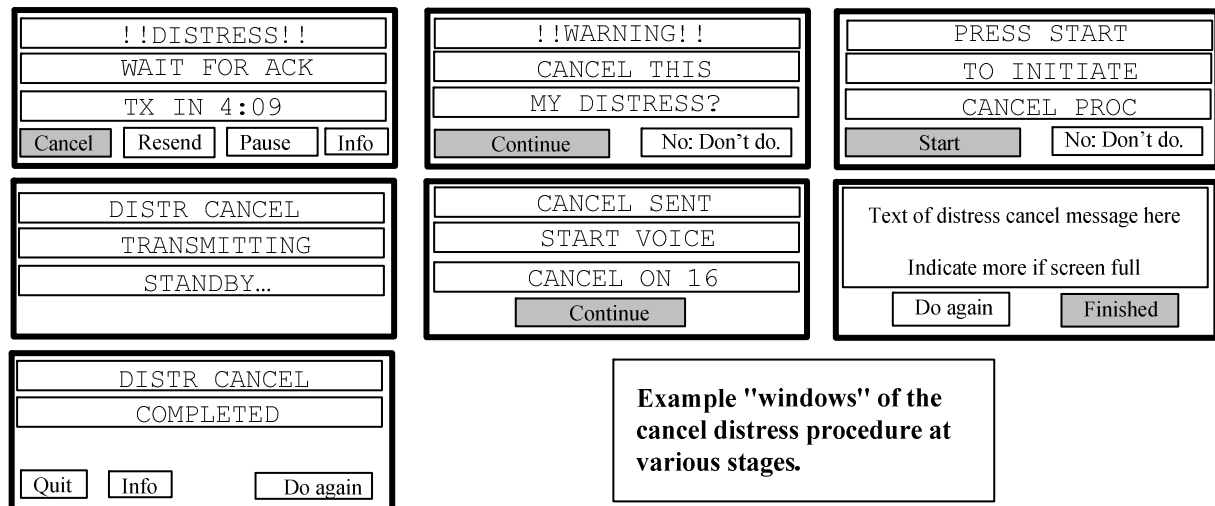 !!DISTRESS!!
WAIT FOR ACK
TX IN 4:09
Cancel Resend Pause Info
!!WARNING!!
CANCEL THIS
MY DISTRESS?
Continue No: Don't do.
PRESS START
TO INITIATE
CANCEL PROC
Start No: Don't do.
DISTR CANCEL
TRANSMITTING
STANDBY…
CANCEL SENT
START VOICE
CANCEL ON 16
Continue
Text of distress cancel message here
Indicate more if screen full
Do again Finished
DISTR CANCEL
COMPLETED
Quit Info Do again
Example "windows" of the
cancel distress procedure at
various stages.